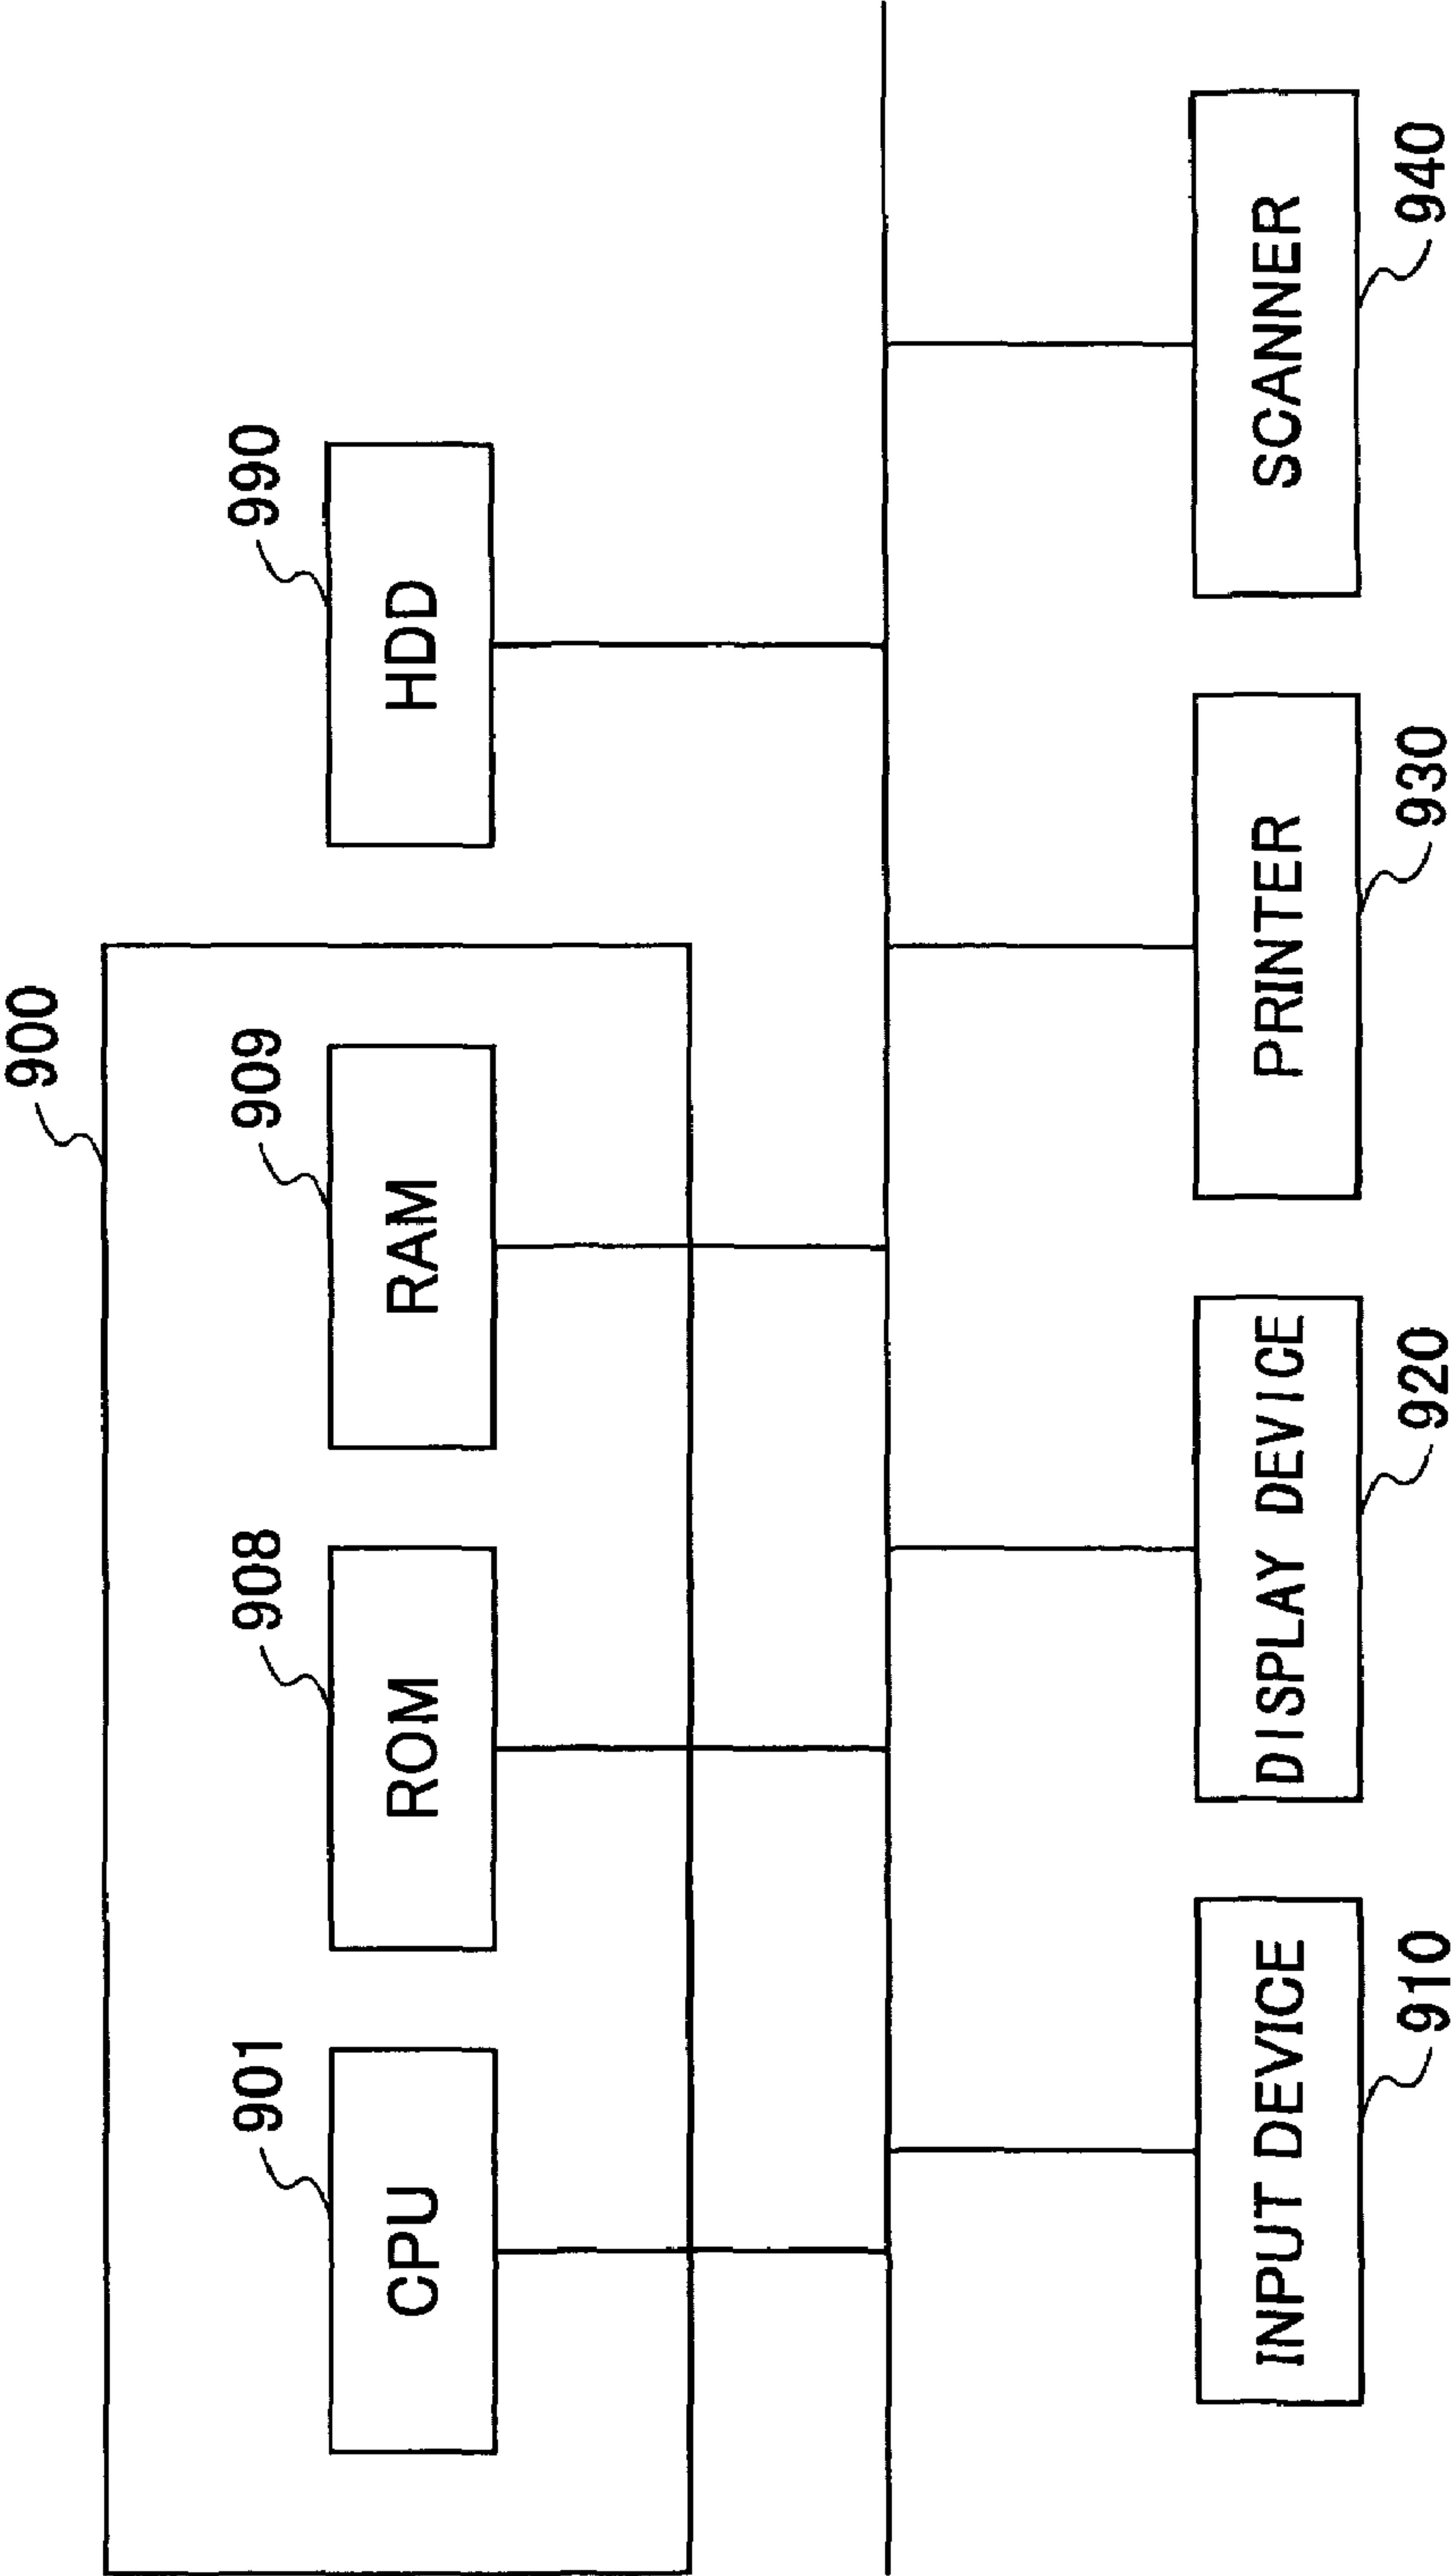 900
901
908
909
990
CPU
ROM
RAM
HDD
INPUT DEVICE
DISPLAY DEVICE
PRINTER
SCANNER
910
920
930
940